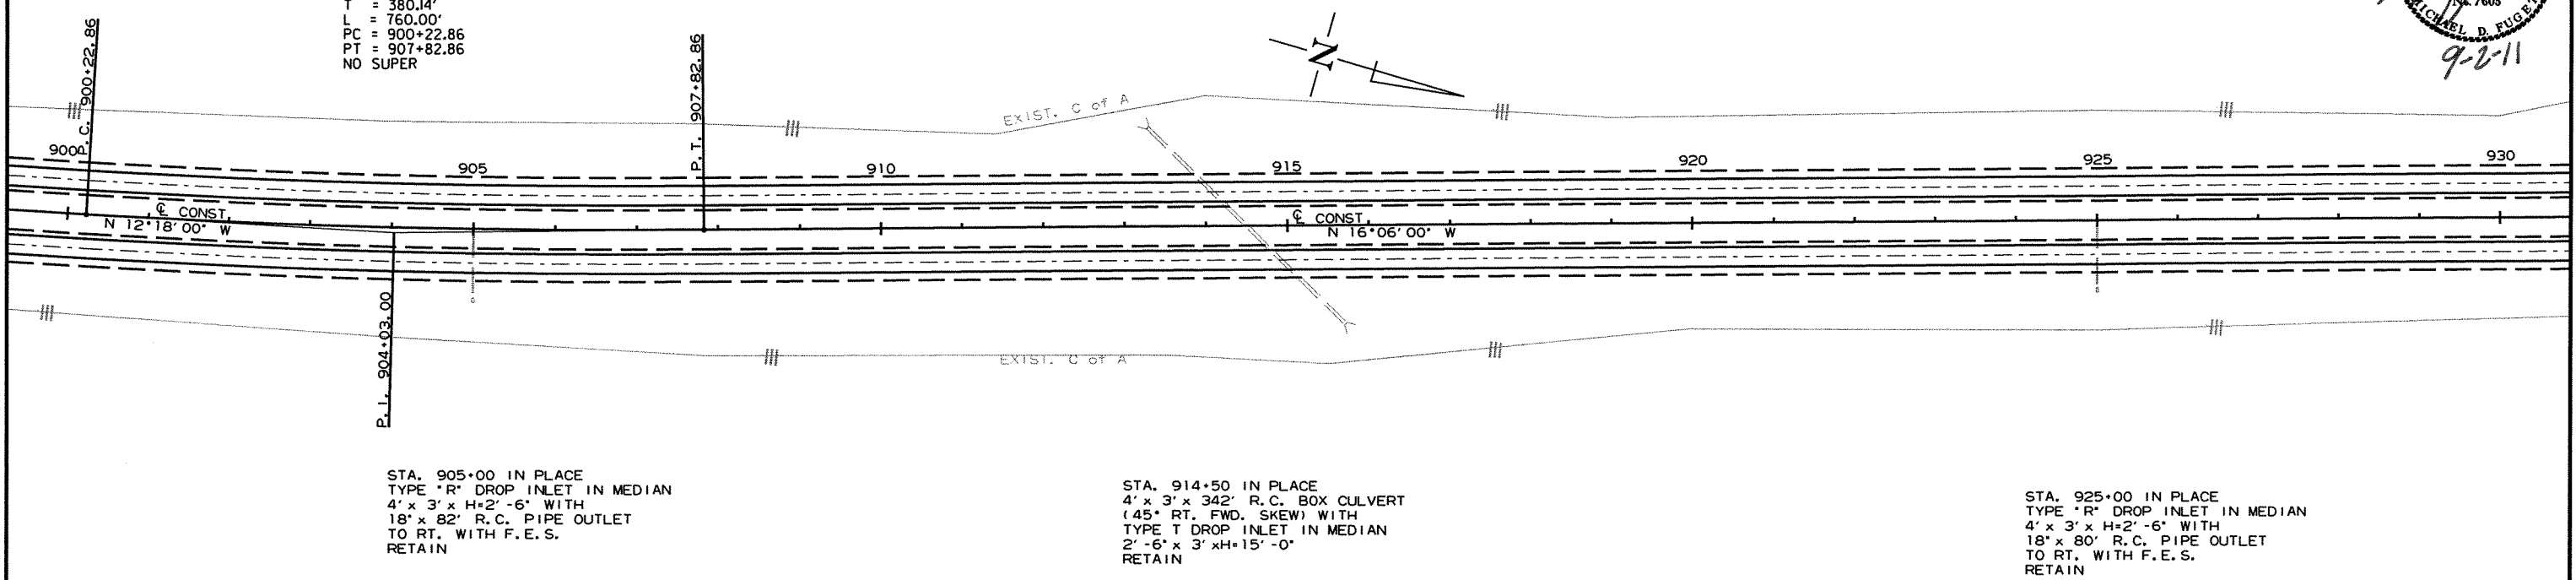 T = 380.14'
L = 760.00'
PC = 900+22.86
PT = 907+82.86
NO SUPER
No. 7605
MICHAEL D. FUGET
9-2-11
P. C. 900+22.86
P. T. 907+82.86
N
EXIST. C of A
900
905
910
915
920
925
930
℄ CONST
N 12°18'00" W
℄ CONST
N 16°06'00" W
P. I. 904+03.00
EXIST. C of A
STA. 905+00 IN PLACE
TYPE "R" DROP INLET IN MEDIAN
4' x 3' x H=2'-6" WITH
18" x 82' R.C. PIPE OUTLET
TO RT. WITH F.E.S.
RETAIN
STA. 914+50 IN PLACE
4' x 3' x 342' R.C. BOX CULVERT
(45° RT. FWD. SKEW) WITH
TYPE T DROP INLET IN MEDIAN
2'-6" x 3' xH=15'-0"
RETAIN
STA. 925+00 IN PLACE
TYPE "R" DROP INLET IN MEDIAN
4' x 3' x H=2'-6" WITH
18" x 80' R.C. PIPE OUTLET
TO RT. WITH F.E.S.
RETAIN